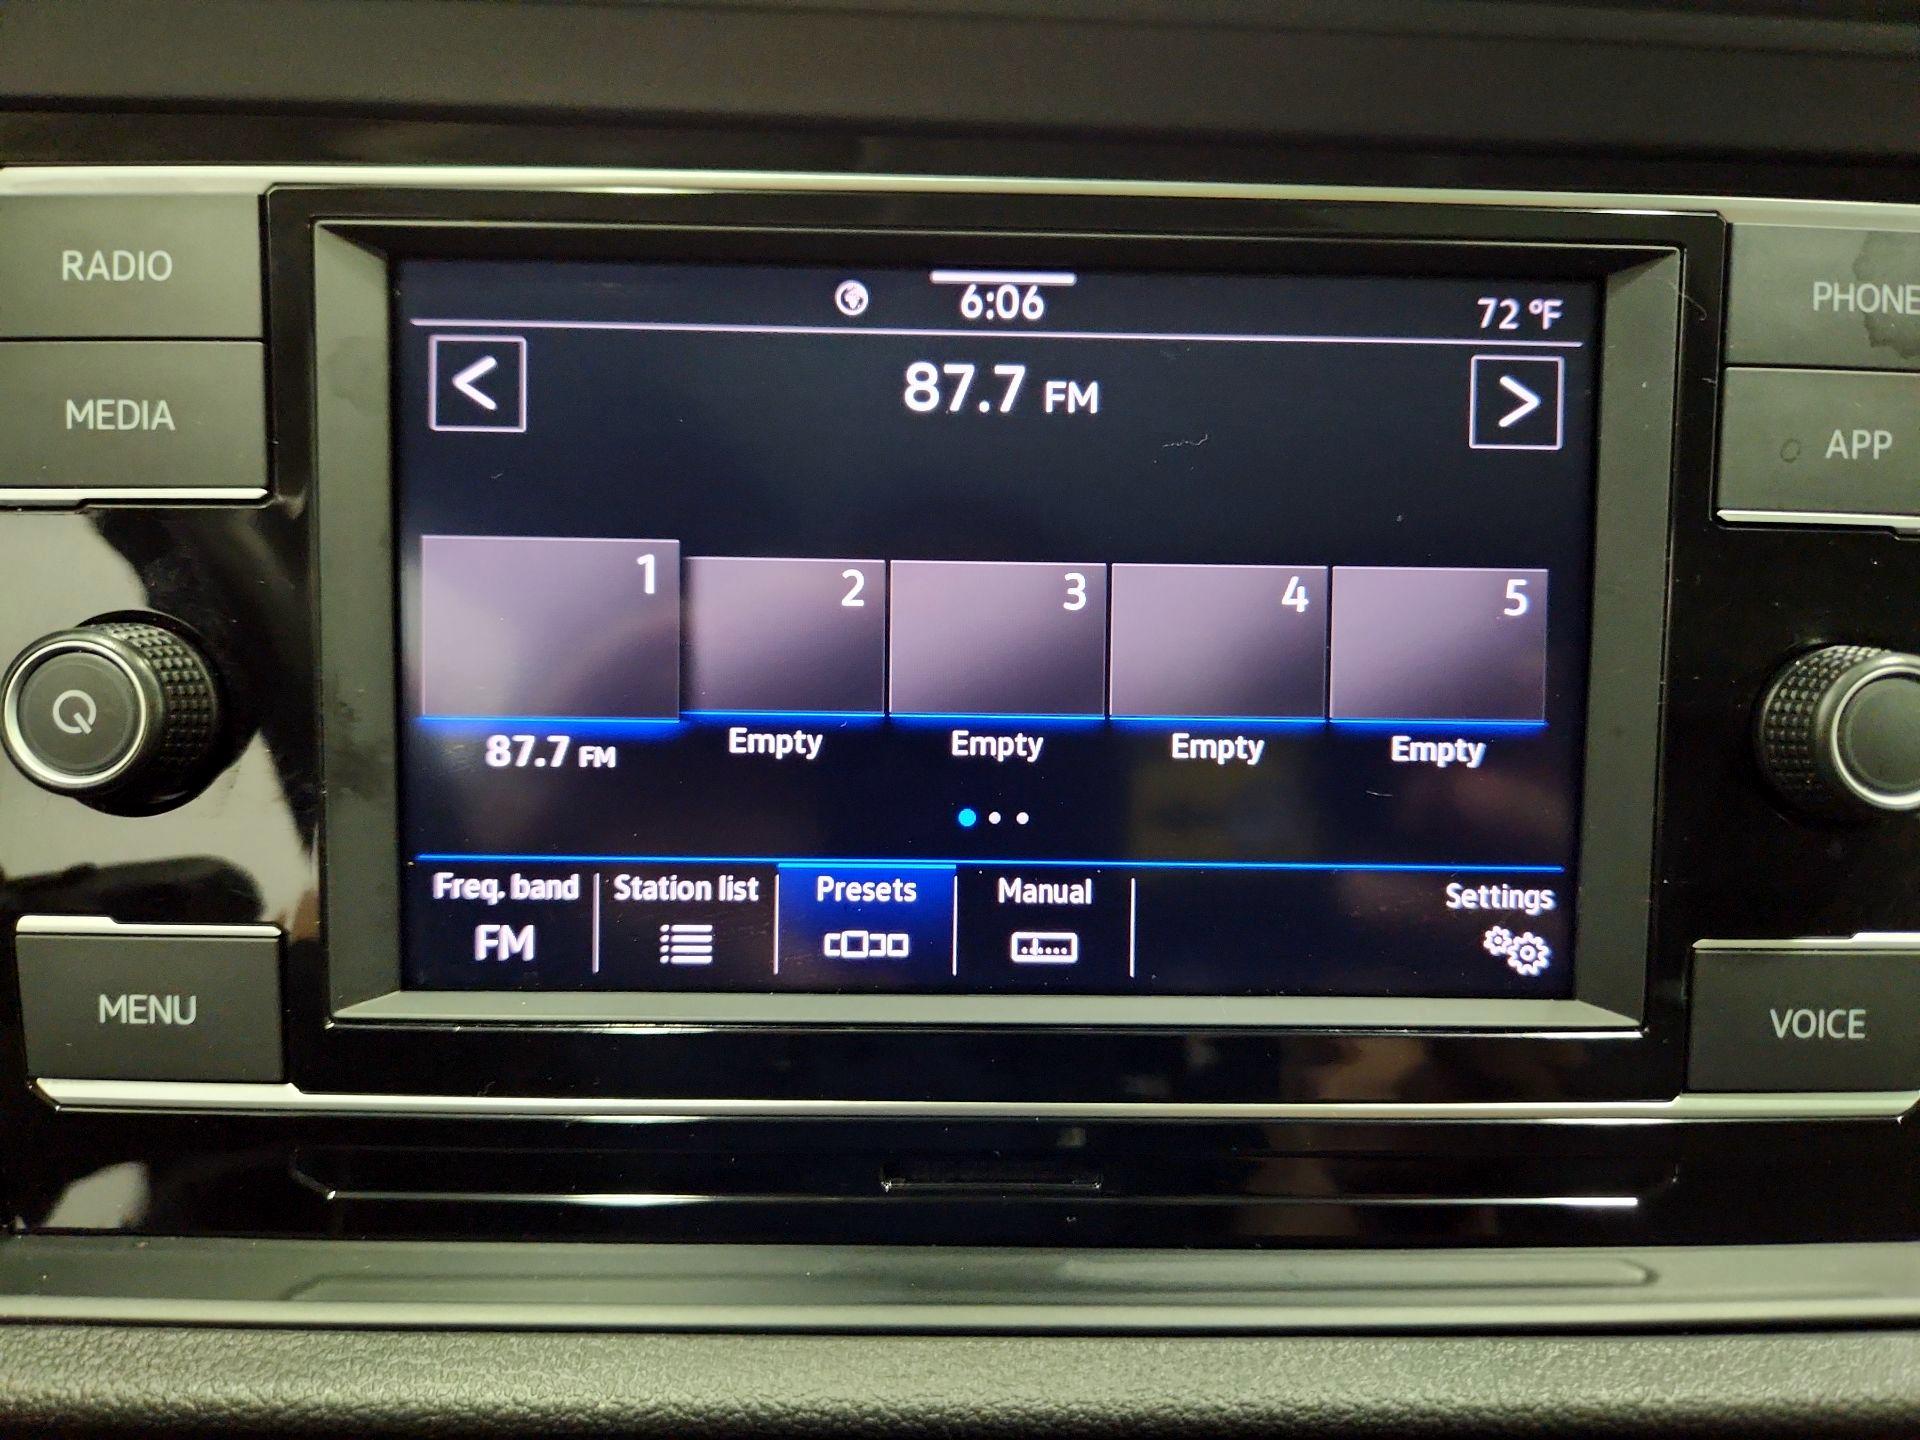 RADIO
MEDIA
MENU
6:06
72 °F
<
87.7 FM
>
1
2
3
4
5
87.7 FM
Empty
Empty
Empty
Empty
Freq. band
FM
Station list
Presets
Manual
Settings
PHONE
APP
VOICE